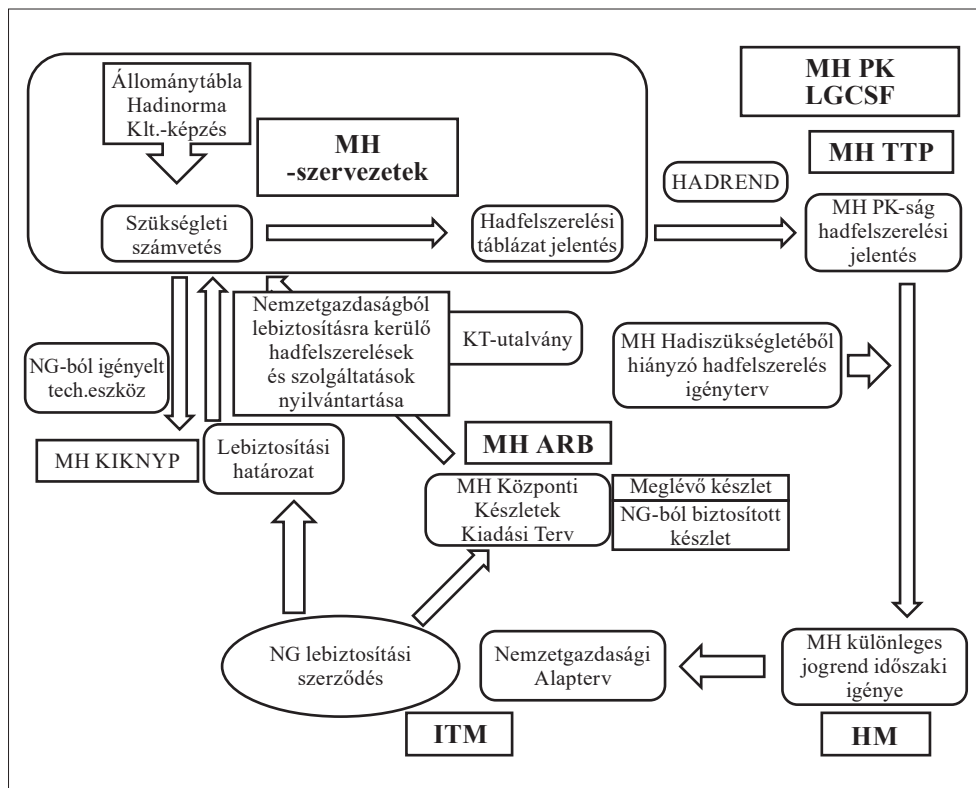 Állománytábla
Hadinorma
Klt.-képzés
MH
-szervezetek
Szükségleti
számvetés
Hadfelszerelési
táblázat jelentés
MH PK
LGCSF
MH TTP
HADREND
MH PK-ság
hadfelszerelési
jelentés
NG-ból igényelt
tech.eszköz
Nemzetgazdaságból
lebiztosításra kerülő
hadfelszerelések
és szolgáltatások
nyilvántartása
KT-utalvány
MH Hadiszükségletéből
hiányzó hadfelszerelés
igényterv
MH KIKNYP
Lebiztosítási
határozat
MH ARB
MH Központi
Készletek
Kiadási Terv
Meglévő készlet
NG-ból biztosított
készlet
NG lebiztosítási
szerződés
Nemzetgazdasági
Alapterv
MH különleges
jogrend időszaki
igénye
ITM
HM